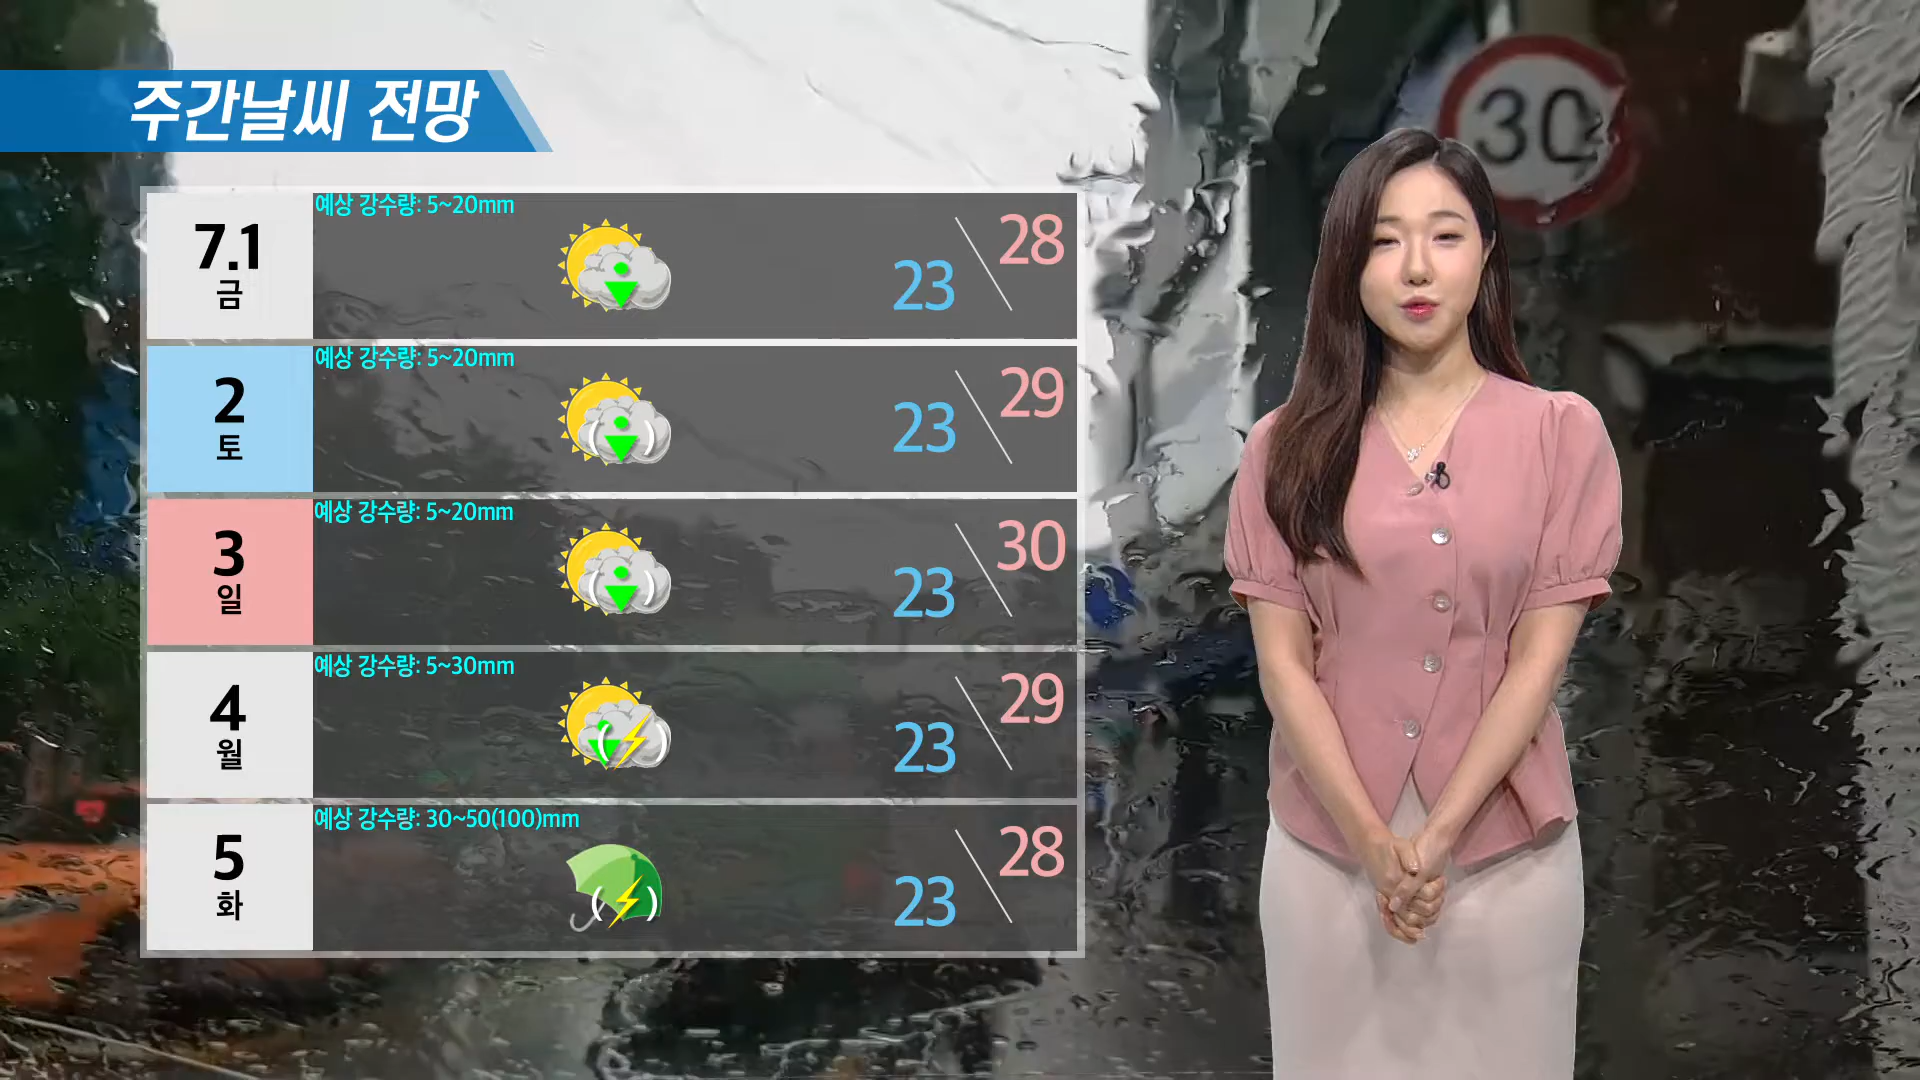 주간날씨 전망
7.1
금
예상 강수량: 5~20mm
23
28
2
토
예상 강수량: 5~20mm
23
29
3
일
예상 강수량: 5~20mm
23
30
4
월
예상 강수량: 5~30mm
23
29
5
화
예상 강수량: 30~50(100)mm
23
28
30